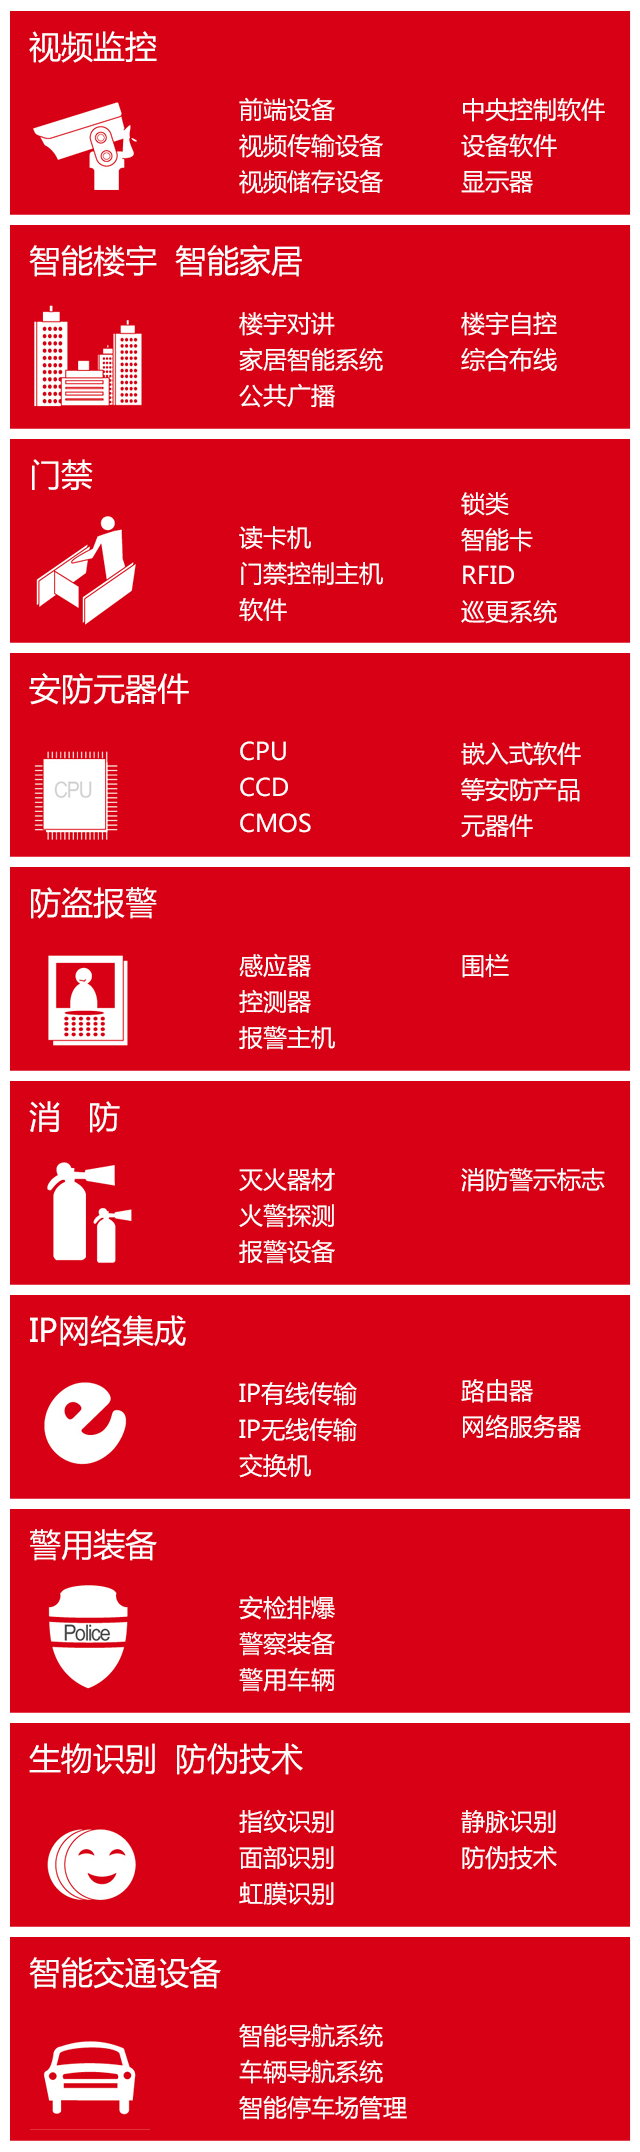 视频监控
前端设备
视频传输设备
视频储存设备
中央控制软件
设备软件
显示器
智能楼宇 智能家居
楼宇对讲
家居智能系统
公共广播
楼宇自控
综合布线
门禁
读卡机
门禁控制主机
软件
锁类
智能卡
RFID
巡更系统
安防元器件
CPU
CPU
CCD
CMOS
嵌入式软件
等安防产品
元器件
防盗报警
感应器
控测器
报警主机
围栏
消 防
灭火器材
火警探测
报警设备
消防警示标志
IP网络集成
IP有线传输
IP无线传输
交换机
路由器
网络服务器
警用装备
Police
安检排爆
警察装备
警用车辆
生物识别 防伪技术
指纹识别
面部识别
虹膜识别
静脉识别
防伪技术
智能交通设备
智能导航系统
车辆导航系统
智能停车场管理